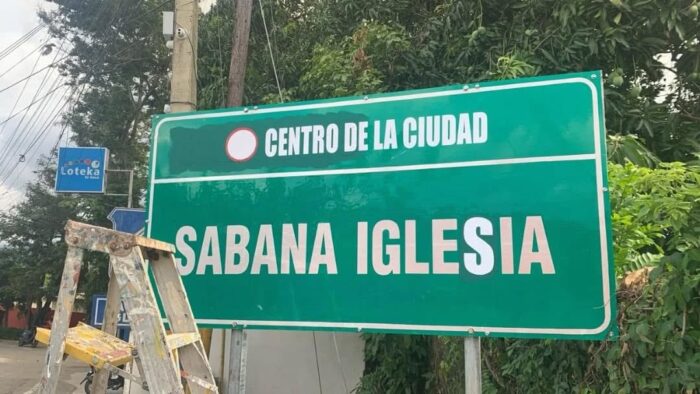 CENTRO DE LA CIUDAD
SABANA IGLESIA
Loteka